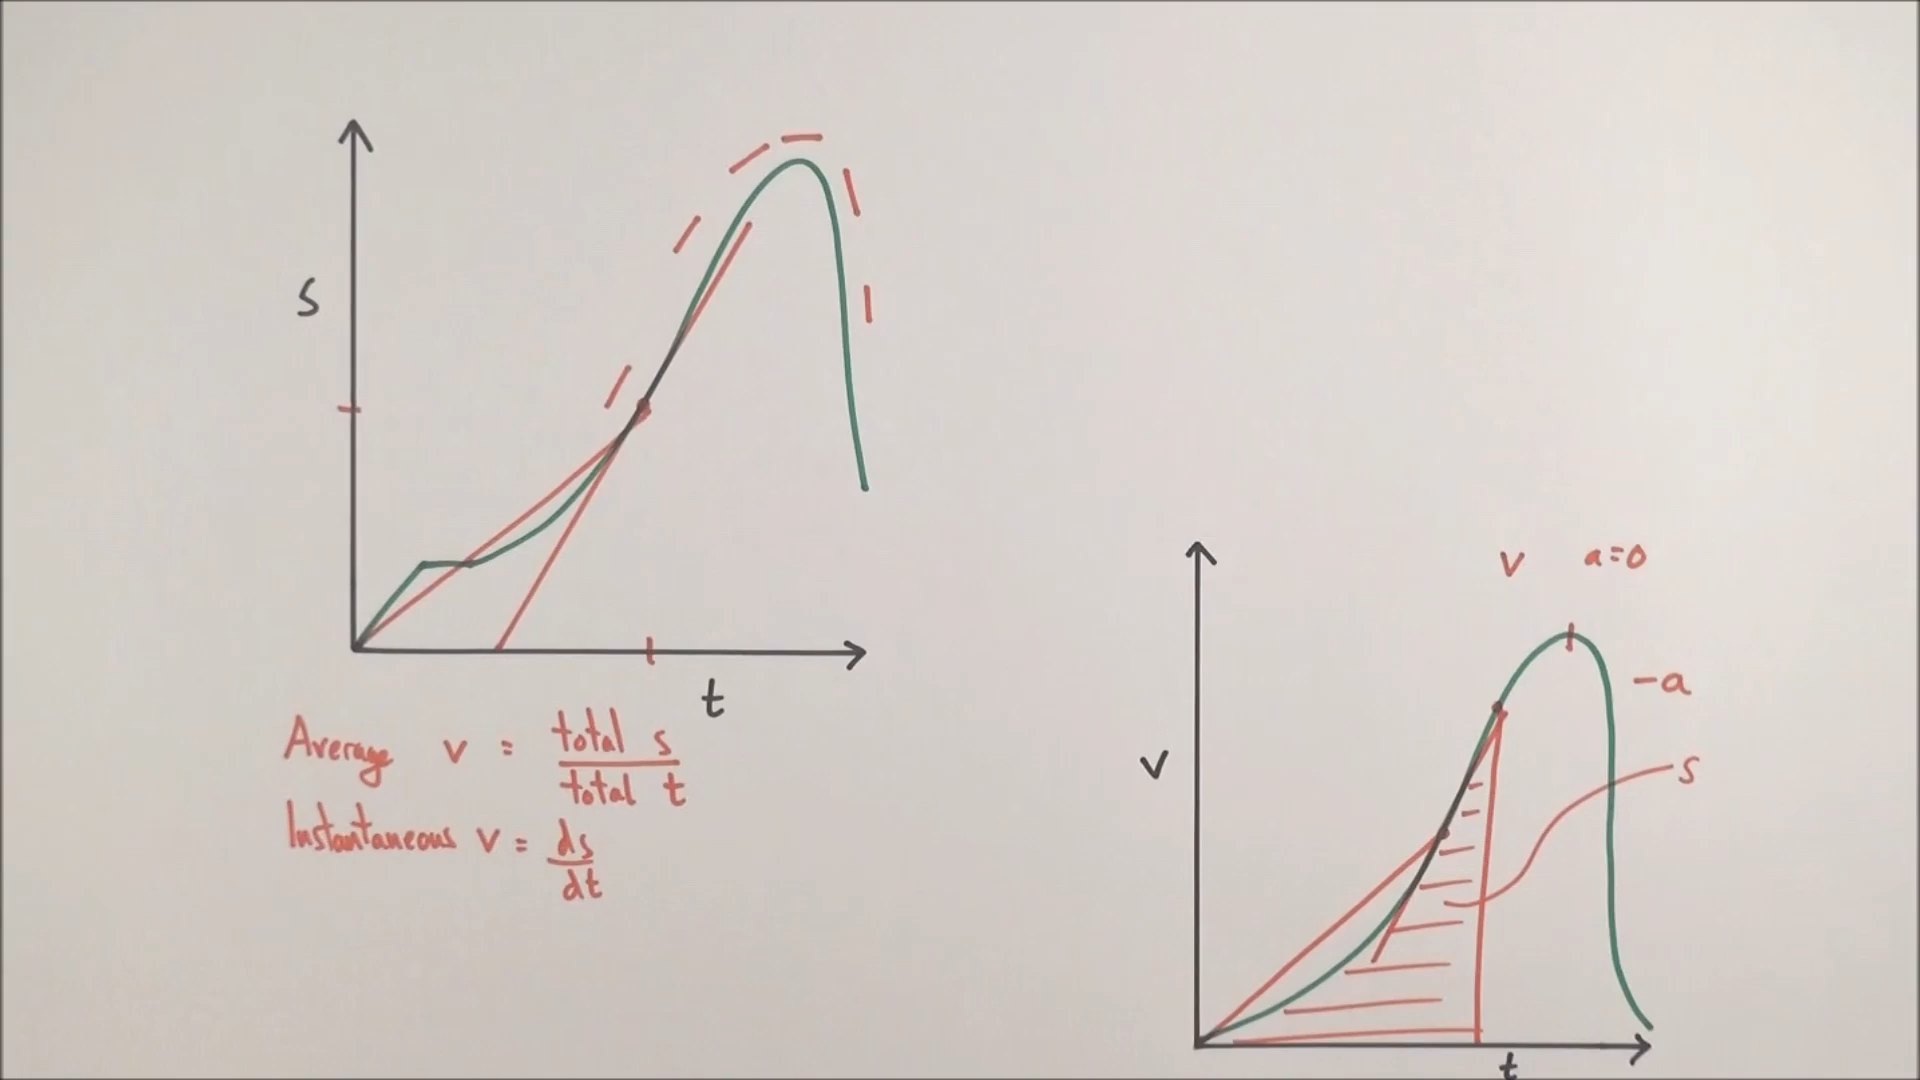 s
t
Average v = total s / total t
Instantaneous v = ds / dt
v a=0
-a
v
s
t